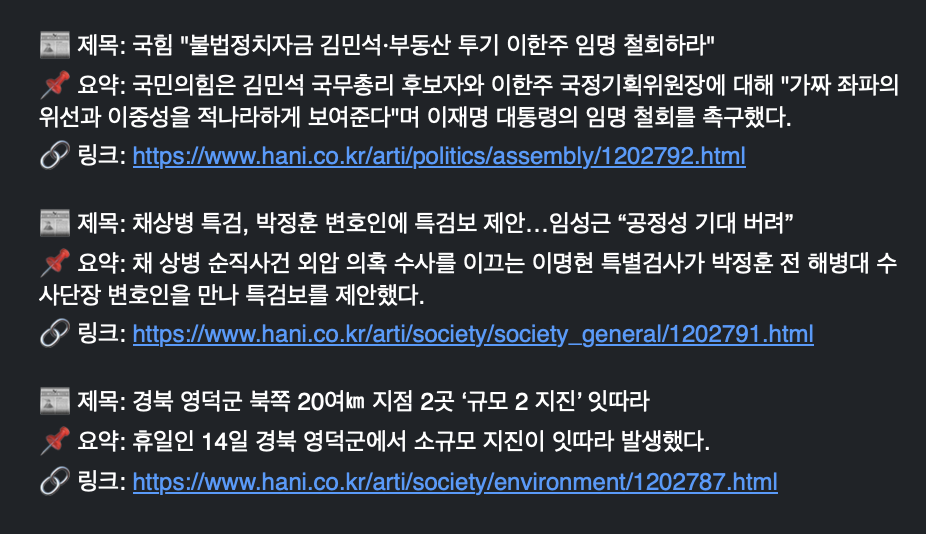 📰 제목: 국힘 "불법정치자금 김민석·부동산 투기 이한주 임명 철회하라"
📌 요약: 국민의힘은 김민석 국무총리 후보자와 이한주 국정기획위원장에 대해 "가짜 좌파의
위선과 이중성을 적나라하게 보여준다"며 이재명 대통령의 임명 철회를 촉구했다.
🔗 링크: https://www.hani.co.kr/arti/politics/assembly/1202792.html
📰 제목: 채상병 특검, 박정훈 변호인에 특검보 제안…임성근 “공정성 기대 버려”
📌 요약: 채 상병 순직사건 외압 의혹 수사를 이끄는 이명현 특별검사가 박정훈 전 해병대 수
사단장 변호인을 만나 특검보를 제안했다.
🔗 링크: https://www.hani.co.kr/arti/society/society_general/1202791.html
📰 제목: 경북 영덕군 북쪽 20여㎞ 지점 2곳 ‘규모 2 지진’ 잇따라
📌 요약: 휴일인 14일 경북 영덕군에서 소규모 지진이 잇따라 발생했다.
🔗 링크: https://www.hani.co.kr/arti/society/environment/1202787.html